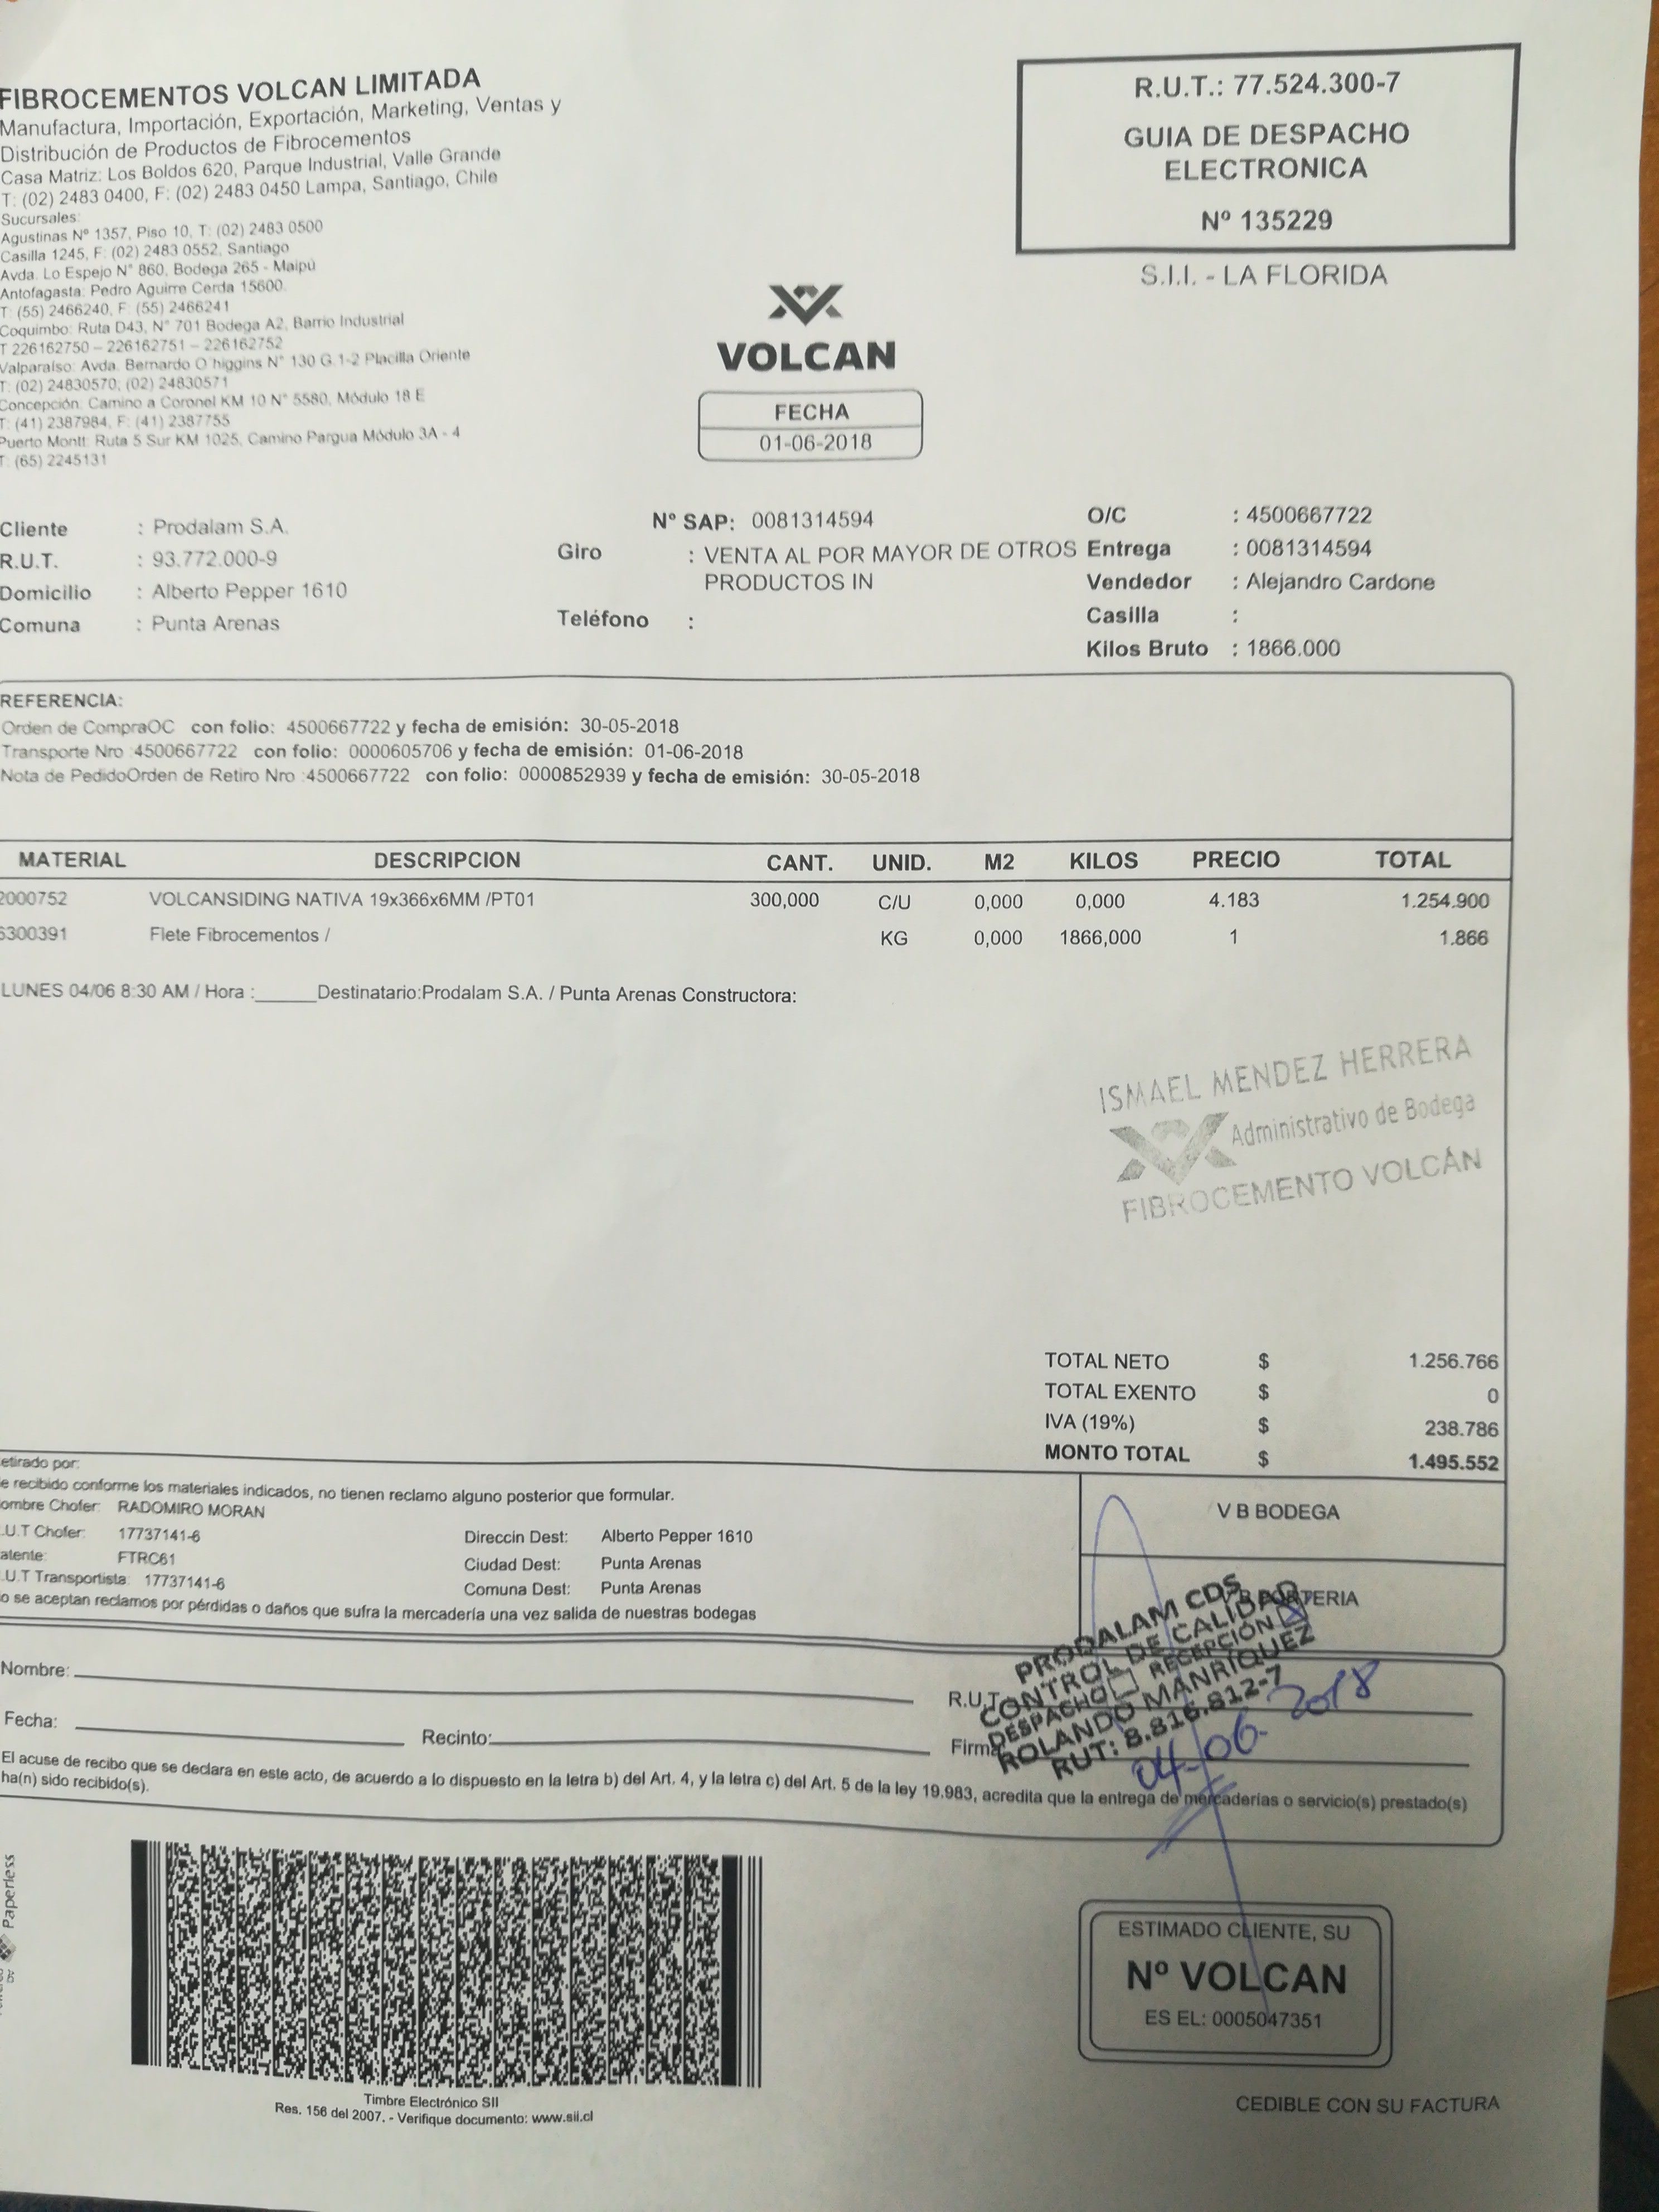 FIBROCEMENTOS VOLCAN LIMITADA
Manufactura, Importación, Exportación, Marketing, Ventas y
Distribución de Productos de Fibrocementos
Casa Matriz: Los Boldos 620, Parque Industrial, Valle Grande
T: (02) 2483 0400, F: (02) 2483 0450 Lampa, Santiago, Chile
Sucursales:
Agustinas Nº 1357, Piso 10, T: (02) 2483 0500
Casilla 1245, F: (02) 2483 0552, Santiago
Avda. Lo Espejo N° 860, Bodega 265 - Maipú
Antofagasta: Pedro Aguirre Cerda 15600.
T: (55) 2466240, F: (55) 2466241
Coquimbo: Ruta D43, N° 701 Bodega A2, Barrio Industrial
T 226162750 – 226162751 – 226162752
Valparaíso: Avda. Bernardo O´higgins N° 130 G.1-2 Placilla Oriente
T: (02) 24830570; (02) 24830571
Concepción: Camino a Coronel KM 10 N° 5580, Módulo 18 E
T: (41) 2387984, F: (41) 2387755
Puerto Montt: Ruta 5 Sur KM 1025, Camino Pargua Módulo 3A - 4
T: (65) 2245131
R.U.T.: 77.524.300-7
GUIA DE DESPACHO
ELECTRONICA
Nº 135229
S.I.I. - LA FLORIDA
VOLCAN
FECHA
01-06-2018
Cliente : Prodalam S.A.
R.U.T. : 93.772.000-9
Domicilio : Alberto Pepper 1610
Comuna : Punta Arenas
Nº SAP: 0081314594
Giro : VENTA AL POR MAYOR DE OTROS
PRODUCTOS IN
Teléfono :
O/C : 4500667722
Entrega : 0081314594
Vendedor : Alejandro Cardone
Casilla :
Kilos Bruto : 1866.000
REFERENCIA:
Orden de CompraOC con folio: 4500667722 y fecha de emisión: 30-05-2018
Transporte Nro :4500667722 con folio: 0000605706 y fecha de emisión: 01-06-2018
Nota de PedidoOrden de Retiro Nro :4500667722 con folio: 0000852939 y fecha de emisión: 30-05-2018
MATERIAL DESCRIPCION CANT. UNID. M2 KILOS PRECIO TOTAL
2000752 VOLCANSIDING NATIVA 19x366x6MM /PT01 300,000 C/U 0,000 0,000 4.183 1.254.900
6300391 Flete Fibrocementos / KG 0,000 1866,000 1 1.866
LUNES 04/06 8:30 AM / Hora :______Destinatario:Prodalam S.A. / Punta Arenas Constructora:
ISMAEL MENDEZ HERRERA
Administrativo de Bodega
FIBROCEMENTO VOLCÁN
TOTAL NETO $ 1.256.766
TOTAL EXENTO $ 0
IVA (19%) $ 238.786
MONTO TOTAL $ 1.495.552
etirado por:
e recibido conforme los materiales indicados, no tienen reclamo alguno posterior que formular.
ombre Chofer: RADOMIRO MORAN
.U.T Chofer: 17737141-6
atente: FTRC61
.U.T Transportista: 17737141-6
Direccin Dest: Alberto Pepper 1610
Ciudad Dest: Punta Arenas
Comuna Dest: Punta Arenas
o se aceptan reclamos por pérdidas o daños que sufra la mercadería una vez salida de nuestras bodegas
V B BODEGA
PRODALAM CDS
CONTROL DE CALIDAD
DESPACHO RECEPCIÓN
ROLANDO MANRIQUEZ
RUT: 8.816.812-7
04-06-2018
Nombre:
R.U.T
Fecha:
Recinto:
Firma
El acuse de recibo que se declara en este acto, de acuerdo a lo dispuesto en la letra b) del Art. 4, y la letra c) del Art. 5 de la ley 19.983, acredita que la entrega de mercaderías o servicio(s) prestado(s)
ha(n) sido recibido(s).
Paperless
Timbre Electrónico SII
Res. 156 del 2007. - Verifique documento: www.sii.cl
ESTIMADO CLIENTE, SU
Nº VOLCAN
ES EL: 0005047351
CEDIBLE CON SU FACTURA